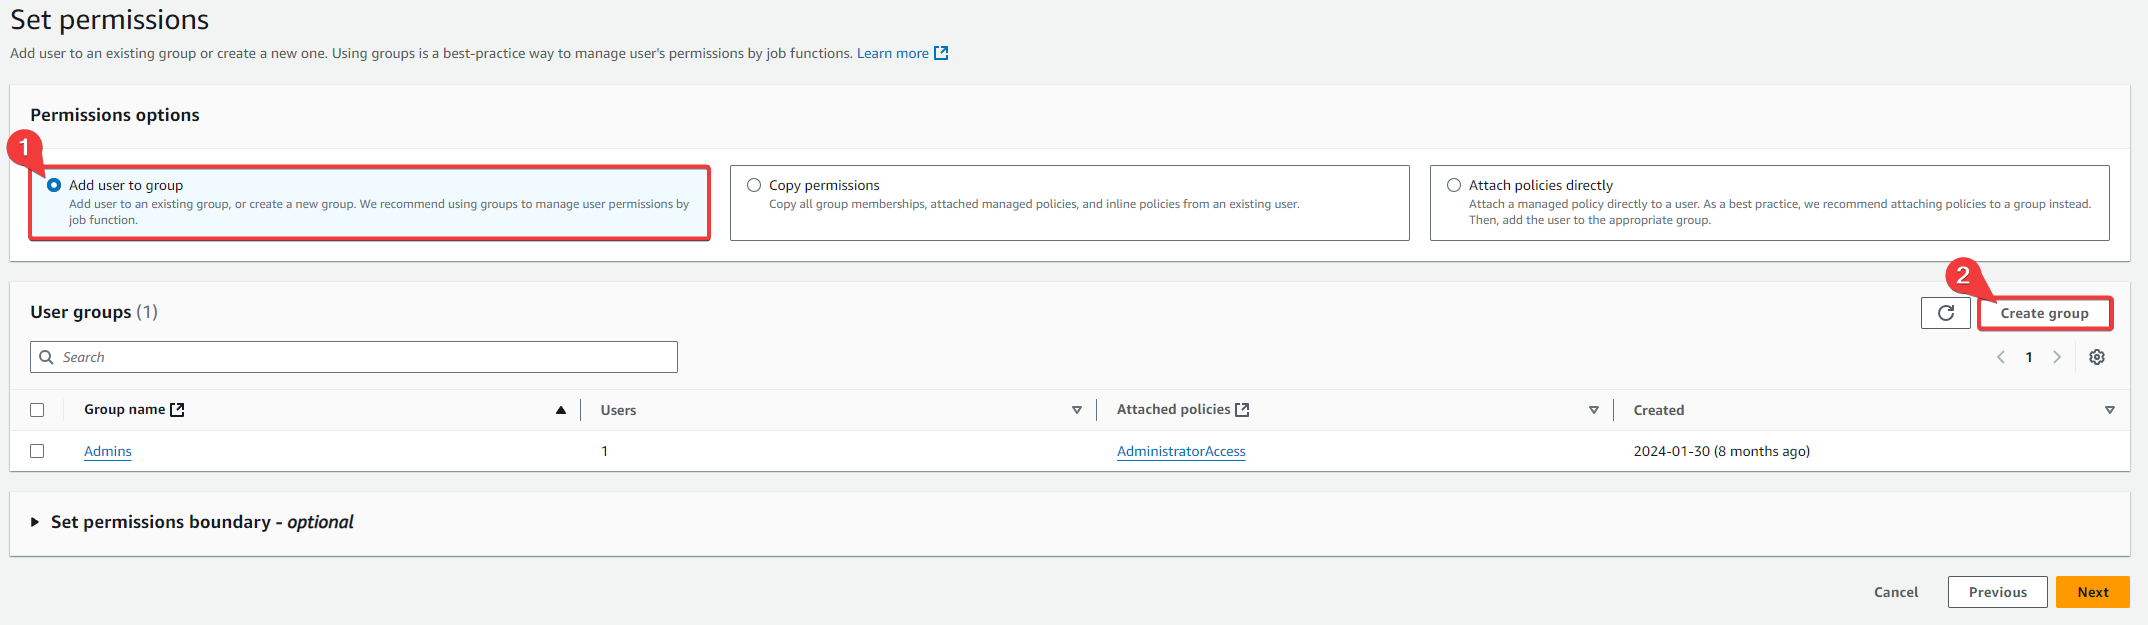 Set permissions
Add user to an existing group or create a new one. Using groups is a best-practice way to manage user's permissions by job functions. Learn more
Permissions options
1
Add user to group
Add user to an existing group, or create a new group. We recommend using groups to manage user permissions by
job function.
Copy permissions
Copy all group memberships, attached managed policies, and inline policies from an existing user.
Attach policies directly
Attach a managed policy directly to a user. As a best practice, we recommend attaching policies to a group instead.
Then, add the user to the appropriate group.
2
User groups (1)
Create group
Search
1
Group name
Users
Attached policies
Created
Admins
1
AdministratorAccess
2024-01-30 (8 months ago)
Set permissions boundary - optional
Cancel
Previous
Next